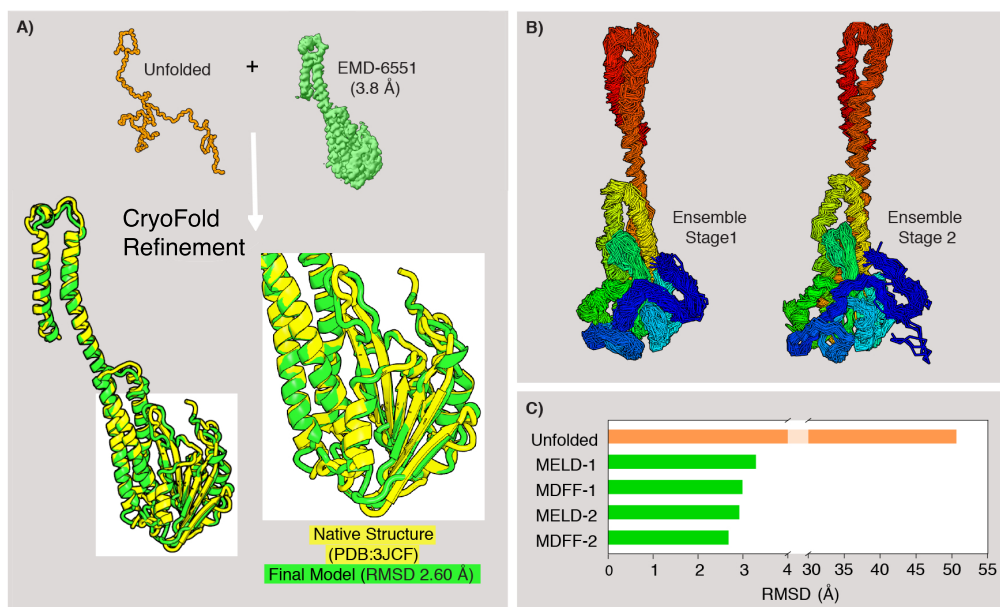 A)
Unfolded
+
EMD-6551
(3.8 Å)
CryoFold
Refinement
Native Structure
(PDB:3JCF)
Final Model (RMSD 2.60 Å)
B)
Ensemble
Stage1
Ensemble
Stage 2
C)
Unfolded
MELD-1
MDFF-1
MELD-2
MDFF-2
0 1 2 3 4 30 35 40 45 50 55
RMSD (Å)